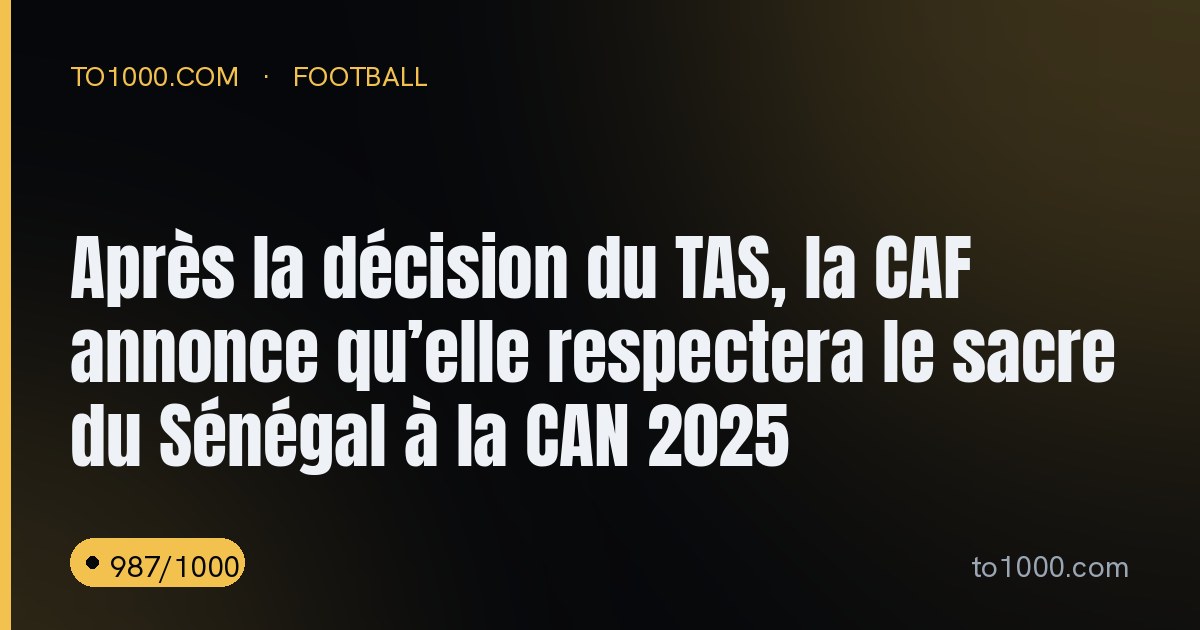 TO1000.COM · FOOTBALL
Après la décision du TAS, la CAF
annonce qu’elle respectera le sacre
du Sénégal à la CAN 2025
987/1000
to1000.com